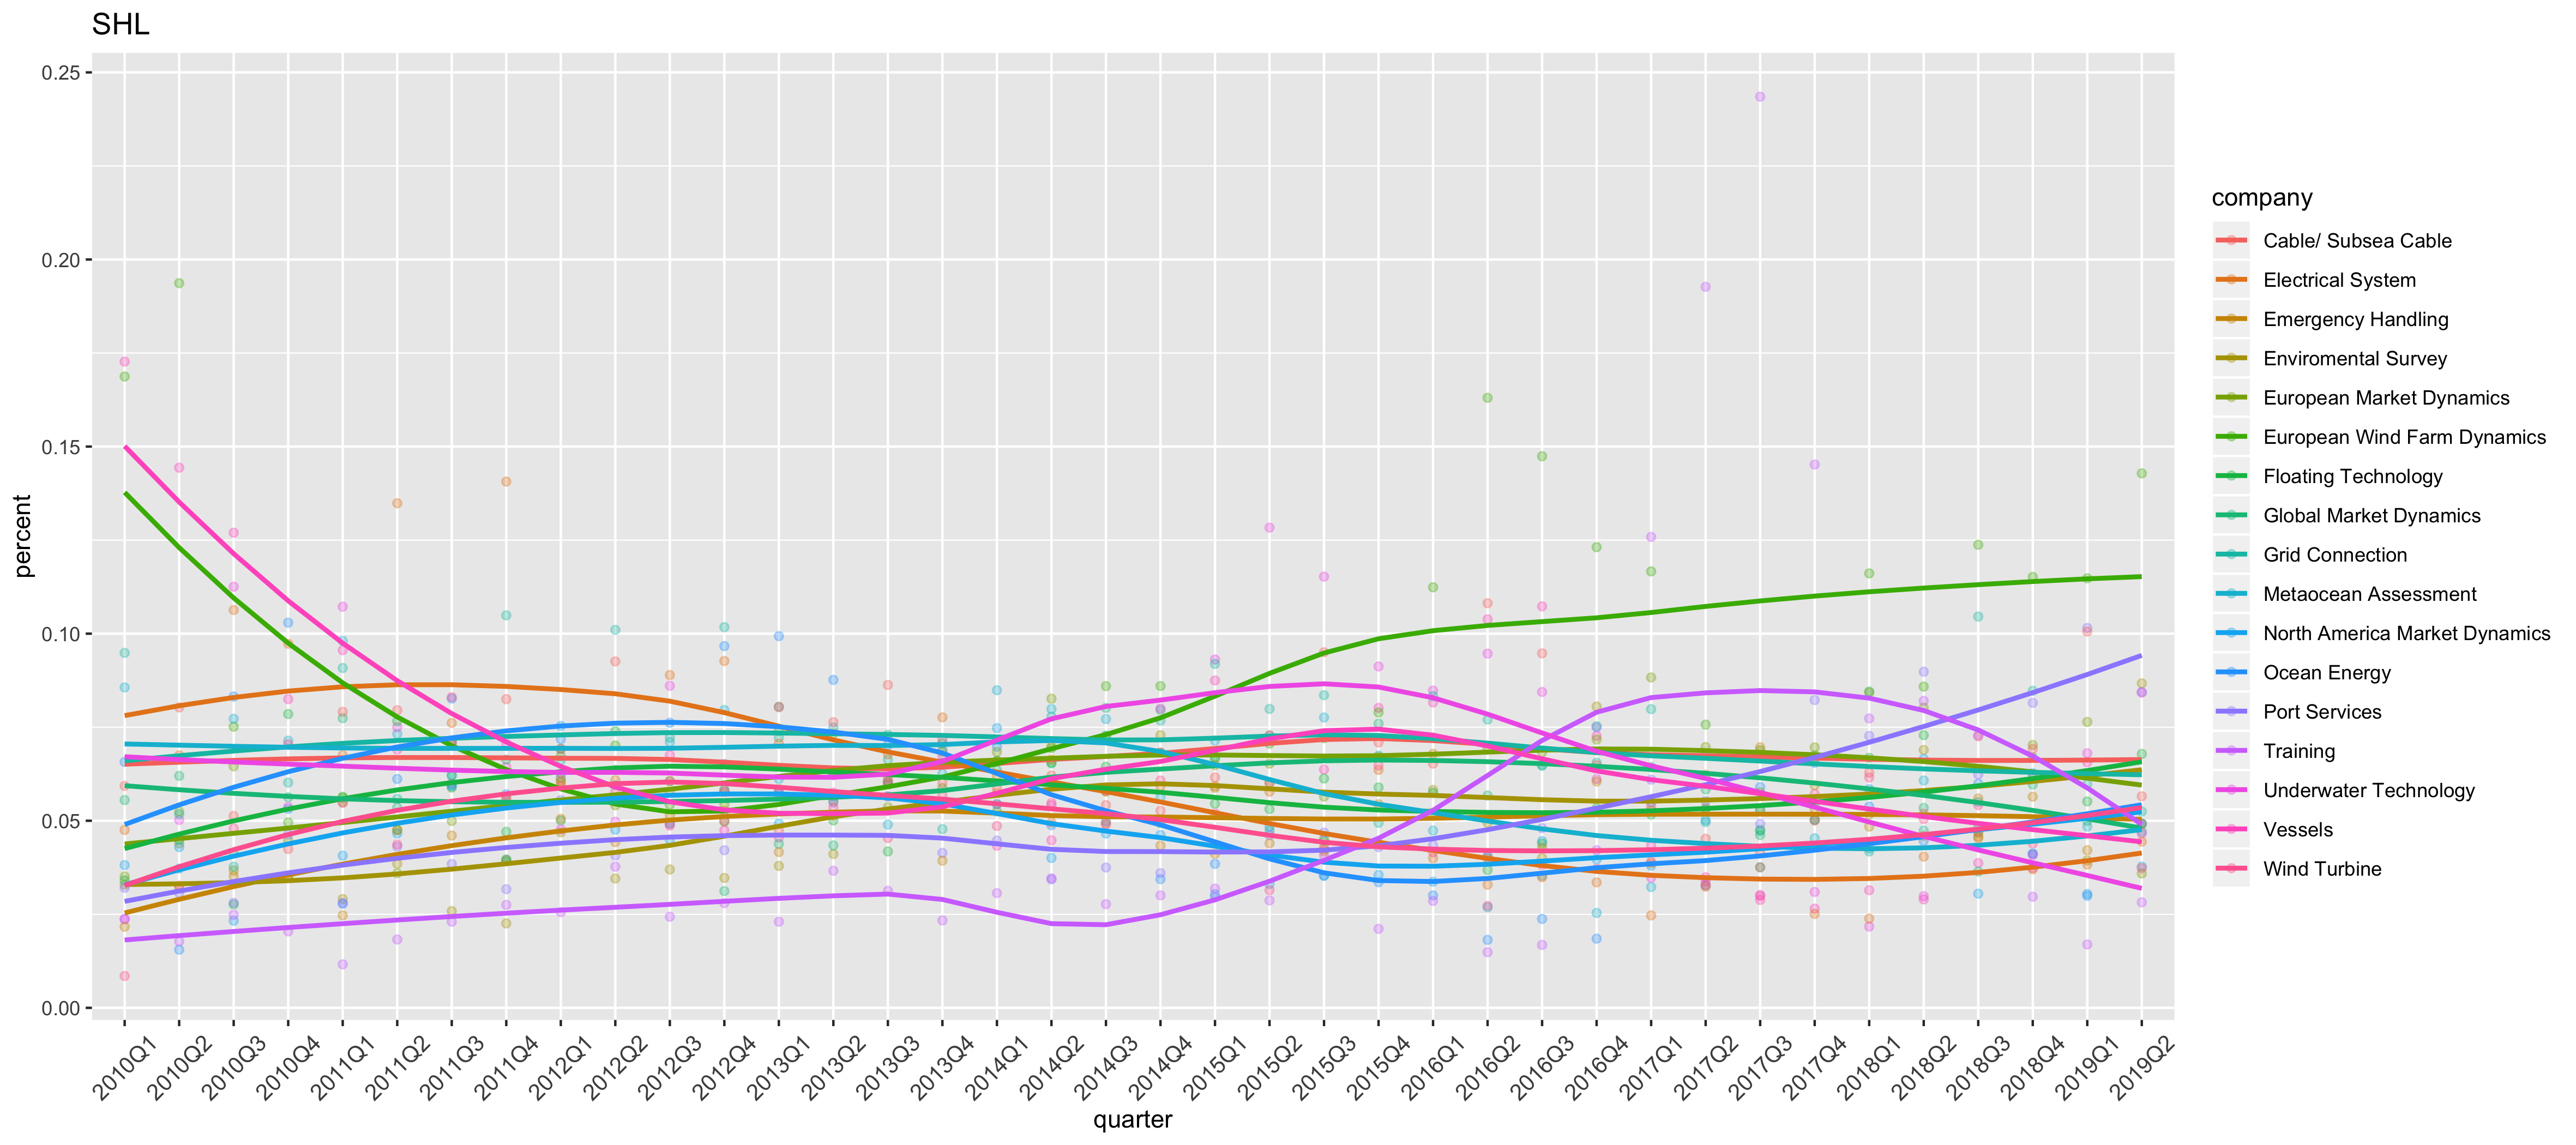 SHL
0.25
0.20
0.15
0.10
0.05
0.00
percent
2010Q1
2010Q2
2010Q3
2010Q4
2011Q1
2011Q2
2011Q3
2011Q4
2012Q1
2012Q2
2012Q3
2012Q4
2013Q1
2013Q2
2013Q3
2013Q4
2014Q1
2014Q2
2014Q3
2014Q4
2015Q1
2015Q2
2015Q3
2015Q4
2016Q1
2016Q2
2016Q3
2016Q4
2017Q1
2017Q2
2017Q3
2017Q4
2018Q1
2018Q2
2018Q3
2018Q4
2019Q1
2019Q2
quarter
company
Cable/ Subsea Cable
Electrical System
Emergency Handling
Enviromental Survey
European Market Dynamics
European Wind Farm Dynamics
Floating Technology
Global Market Dynamics
Grid Connection
Metaocean Assessment
North America Market Dynamics
Ocean Energy
Port Services
Training
Underwater Technology
Vessels
Wind Turbine